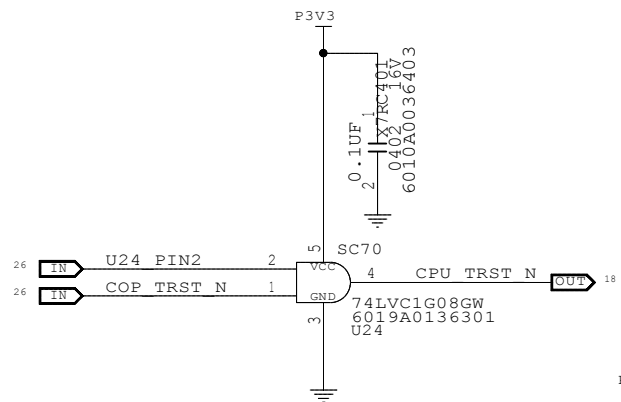 P3V3
0.1UF
1
2
X7R
C401
16V
0402
6010A0036403
5
SC70
VCC
26 IN U24_PIN2 2
4 CPU_TRST_N OUT 18
26 IN COP_TRST_N 1
GND
3
74LVC1G08GW
6019A0136301
U24